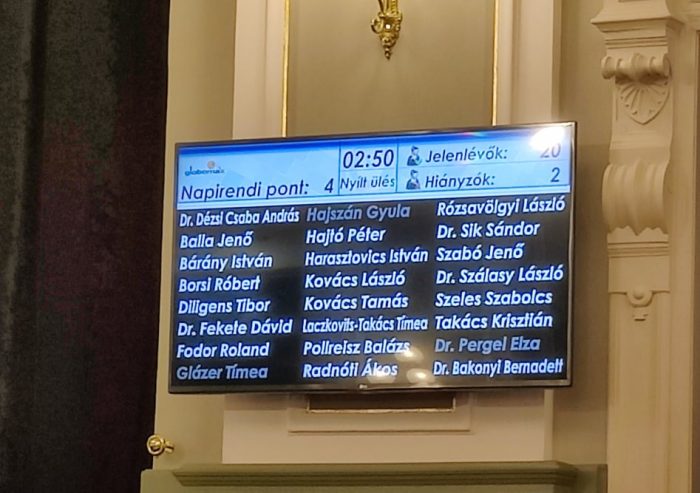 globomax
02:50
Jelenlévők: 20
Napirendi pont: 4
Nyílt ülés
Hiányzók: 2
Dr. Dézsi Csaba András
Balla Jenő
Bárány István
Borsi Róbert
Diligens Tibor
Dr. Fekete Dávid
Fodor Roland
Glázer Tímea
Hajszán Gyula
Hajtó Péter
Harasztovics István
Kovács László
Kovács Tamás
Laczkovits-Takács Tímea
Pollreisz Balázs
Radnóti Ákos
Rózsavölgyi László
Dr. Sik Sándor
Szabó Jenő
Dr. Szálasy László
Szeles Szabolcs
Takács Krisztián
Dr. Pergel Elza
Dr. Bakonyi Bernadett